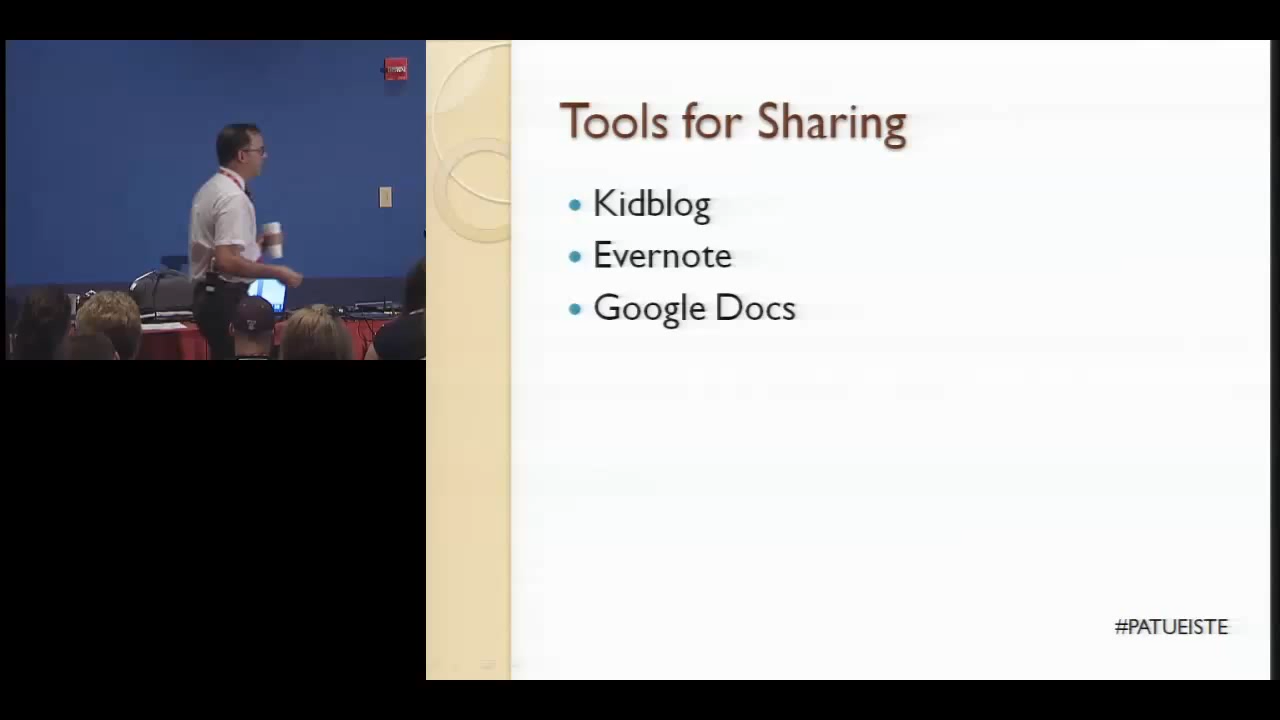 Tools for Sharing
Kidblog
Evernote
Google Docs
#PATUEISTE